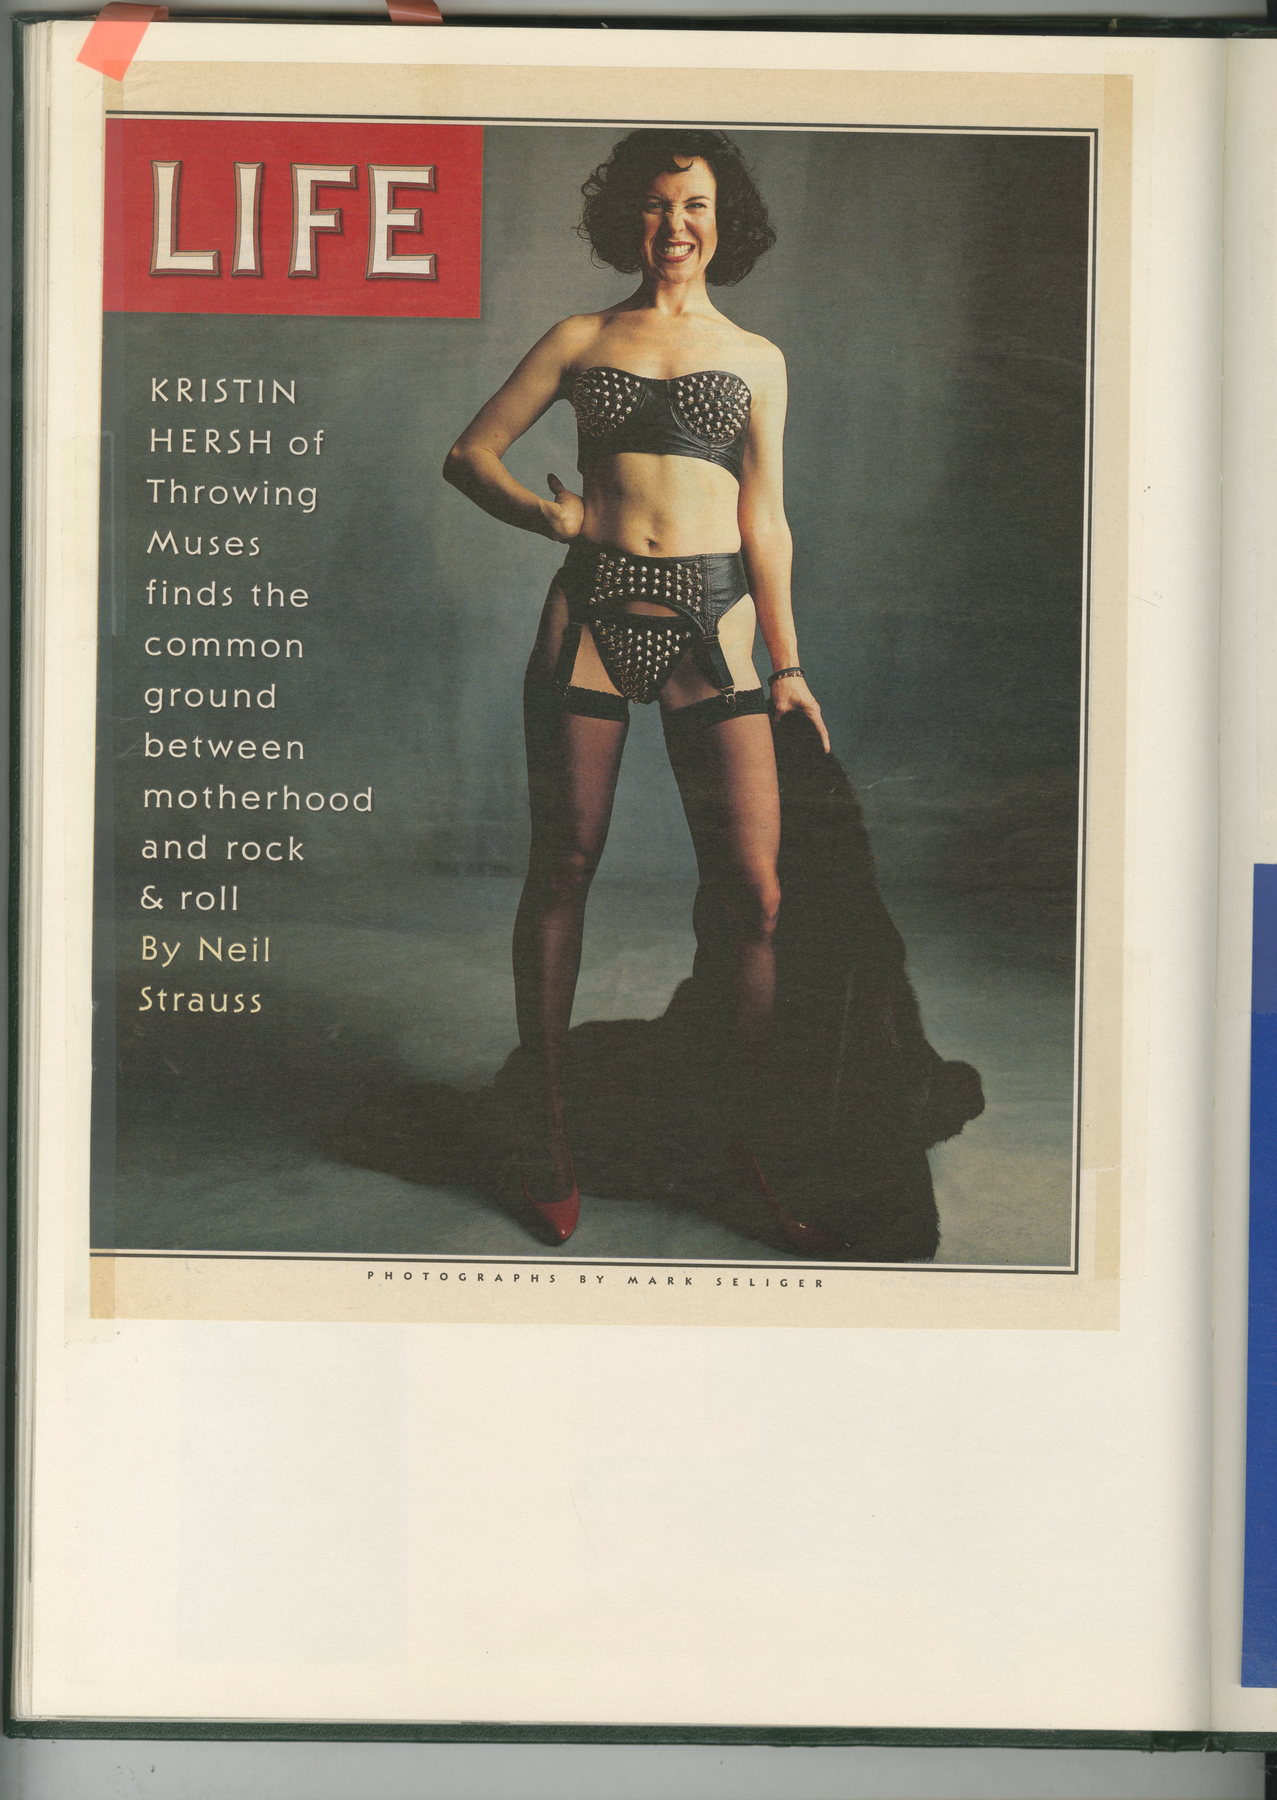 LIFE
KRISTIN
HERSH of
Throwing
Muses
finds the
common
ground
between
motherhood
and rock
& roll
By Neil
Strauss
PHOTOGRAPHS BY MARK SELIGER